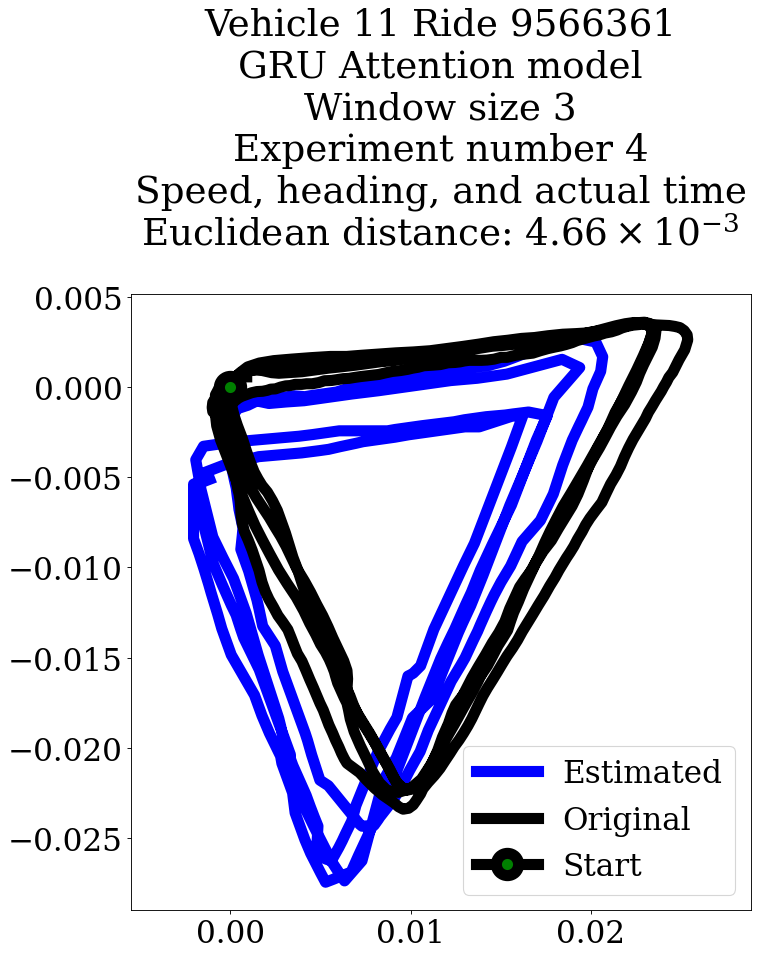 Vehicle 11 Ride 9566361
GRU Attention model
Window size 3
Experiment number 4
Speed, heading, and actual time
Euclidean distance: 4.66 × 10⁻³
0.005
0.000
−0.005
−0.010
−0.015
−0.020
−0.025
Estimated
Original
Start
0.00 0.01 0.02